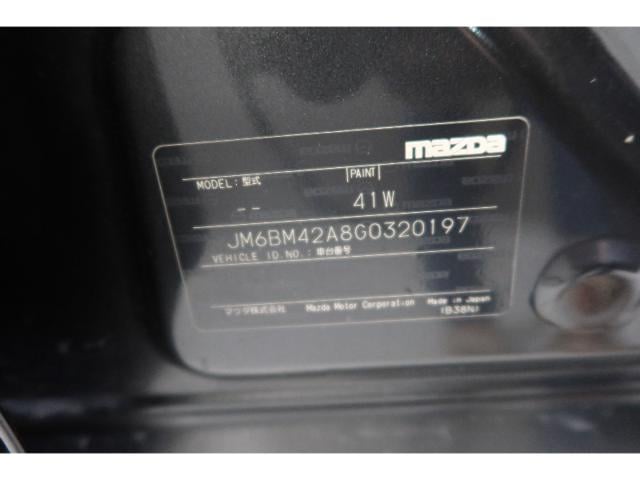 mazda
MODEL : 型式 PAINT
-- 41W
JM6BM42A8G0320197
VEHICLE ID.NO.: 車台番号
マツダ株式会社 Mazda Motor Corporation Made in Japan
(B38N)